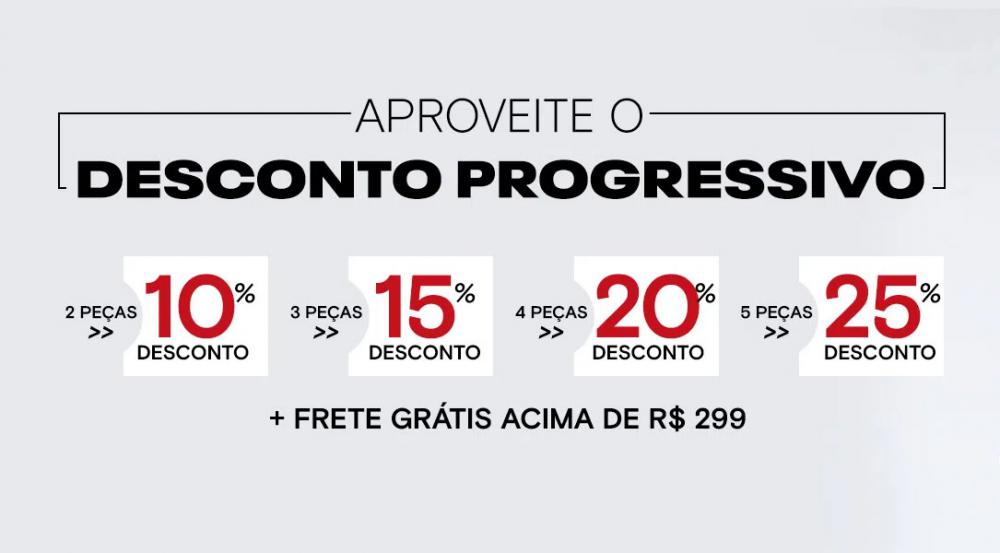 APROVEITE O
DESCONTO PROGRESSIVO
2 PEÇAS >> 10% DESCONTO
3 PEÇAS >> 15% DESCONTO
4 PEÇAS >> 20% DESCONTO
5 PEÇAS >> 25% DESCONTO
+ FRETE GRÁTIS ACIMA DE R$ 299